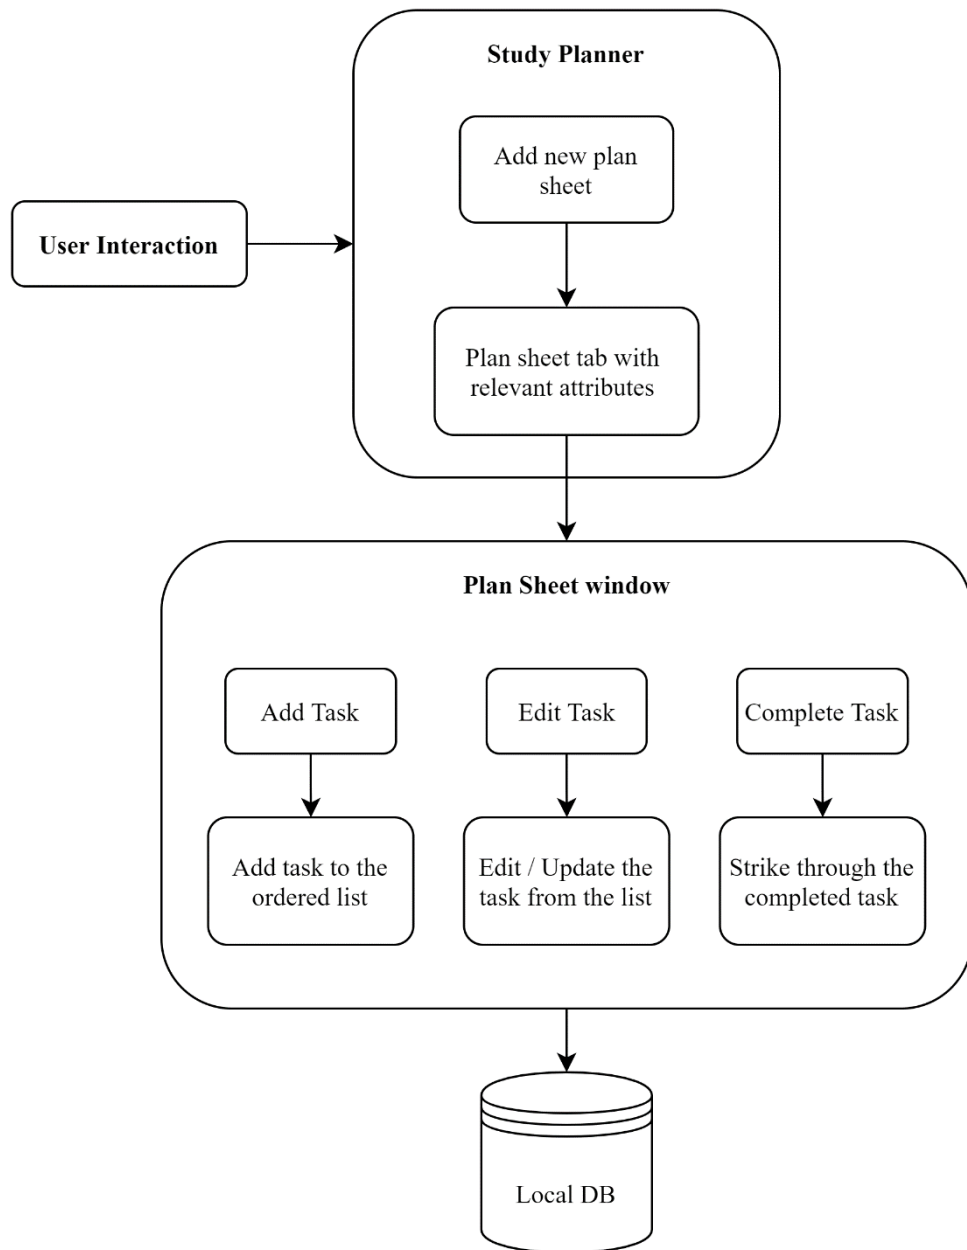 Study Planner
Add new plan
sheet
User Interaction
Plan sheet tab with
relevant attributes
Plan Sheet window
Add Task
Edit Task
Complete Task
Add task to the
ordered list
Edit / Update the
task from the list
Strike through the
completed task
Local DB